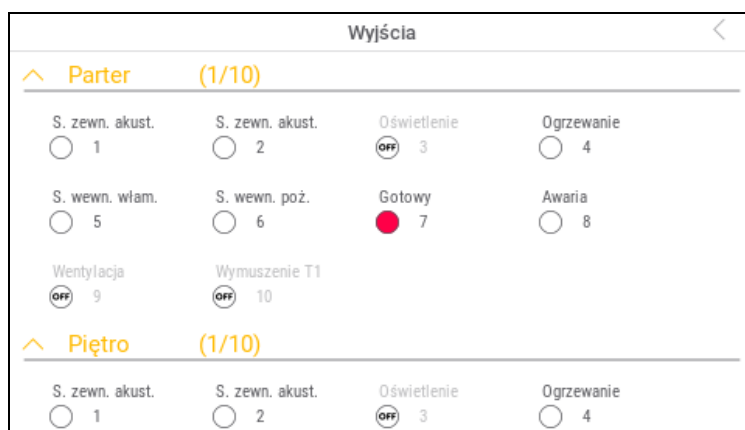 Wyjścia
Parter (1/10)
S. zewn. akust. S. zewn. akust. Oświetlenie Ogrzewanie
1 2 OFF 3 4
S. wewn. włam. S. wewn. poż. Gotowy Awaria
5 6 7 8
Wentylacja Wymuszenie T1
OFF 9 OFF 10
Piętro (1/10)
S. zewn. akust. S. zewn. akust. Oświetlenie Ogrzewanie
1 2 OFF 3 4